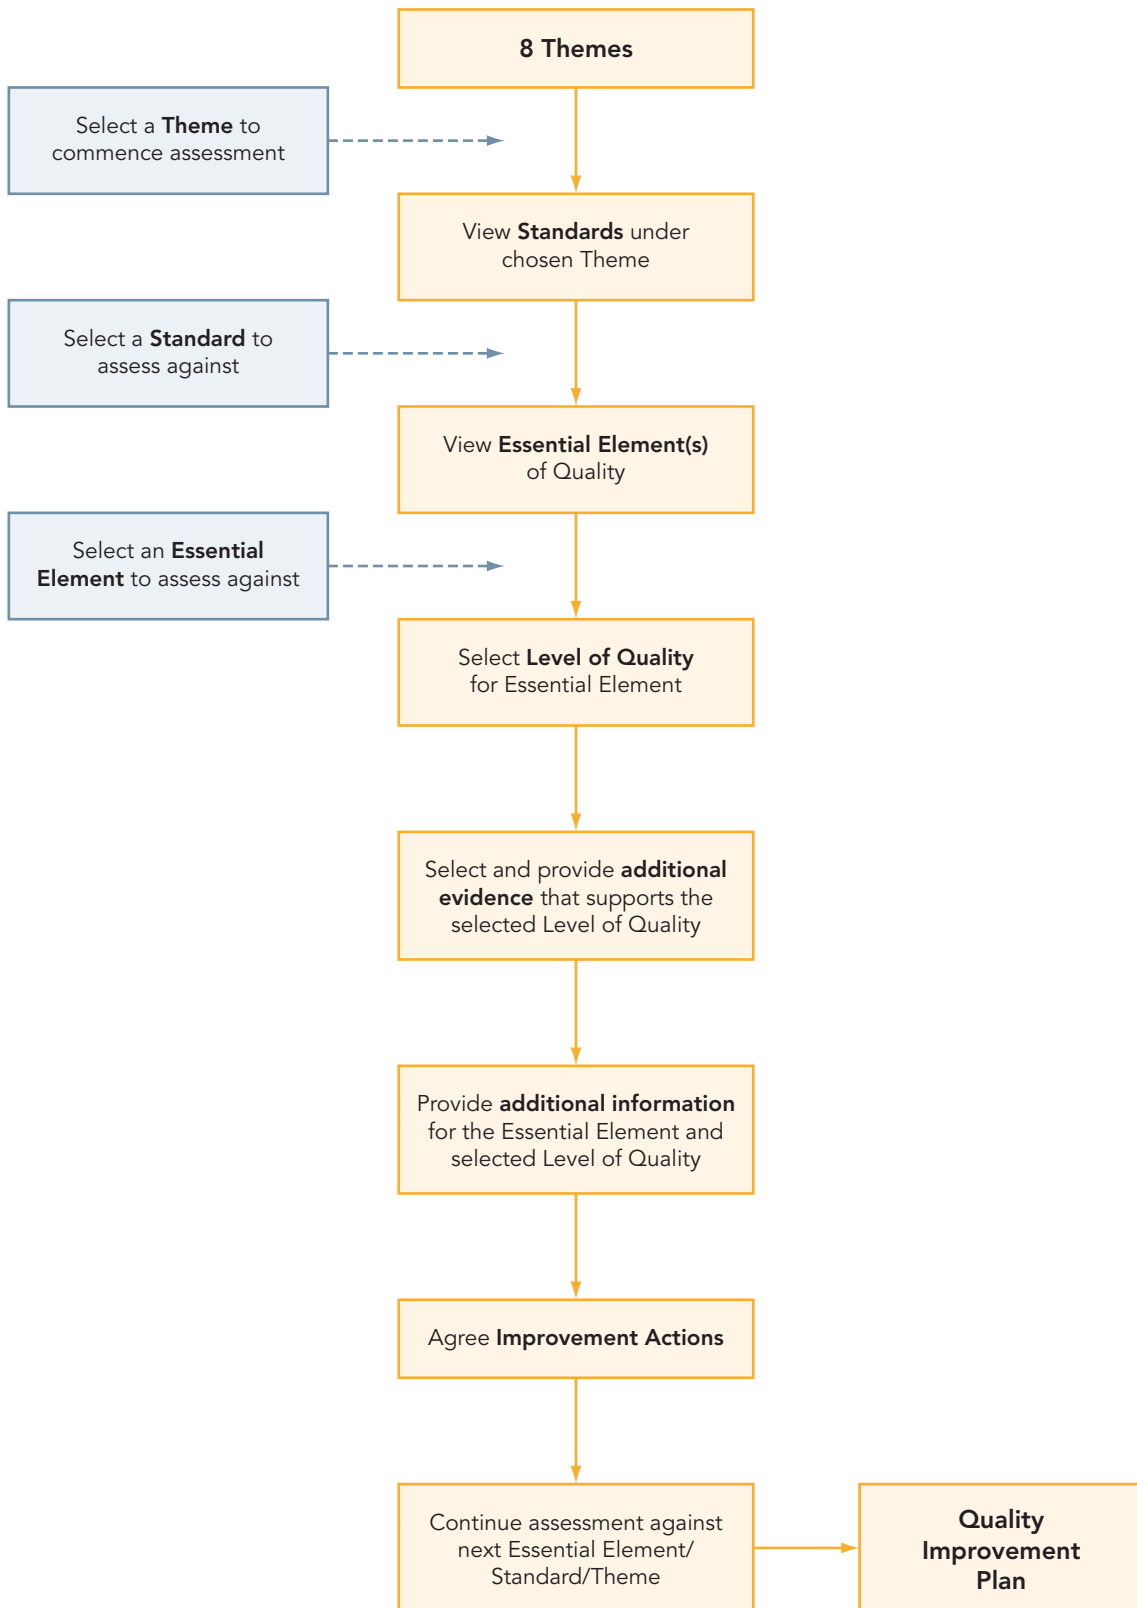 8 Themes
Select a Theme to
commence assessment
View Standards under
chosen Theme
Select a Standard to
assess against
View Essential Element(s)
of Quality
Select an Essential
Element to assess against
Select Level of Quality
for Essential Element
Select and provide additional
evidence that supports the
selected Level of Quality
Provide additional information
for the Essential Element and
selected Level of Quality
Agree Improvement Actions
Continue assessment against
next Essential Element/
Standard/Theme
Quality
Improvement
Plan